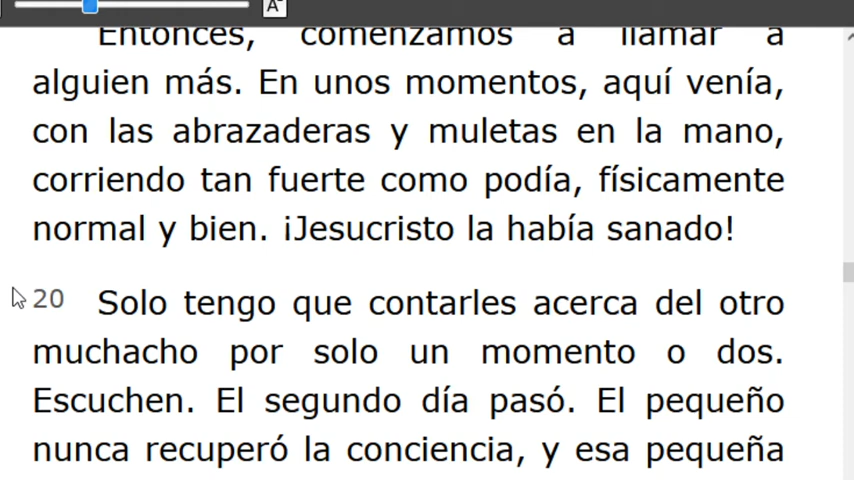 A
Entonces, comenzamos a llamar a
alguien más. En unos momentos, aquí venía,
con las abrazaderas y muletas en la mano,
corriendo tan fuerte como podía, físicamente
normal y bien. ¡Jesucristo la había sanado!
20 Solo tengo que contarles acerca del otro
muchacho por solo un momento o dos.
Escuchen. El segundo día pasó. El pequeño
nunca recuperó la conciencia, y esa pequeña